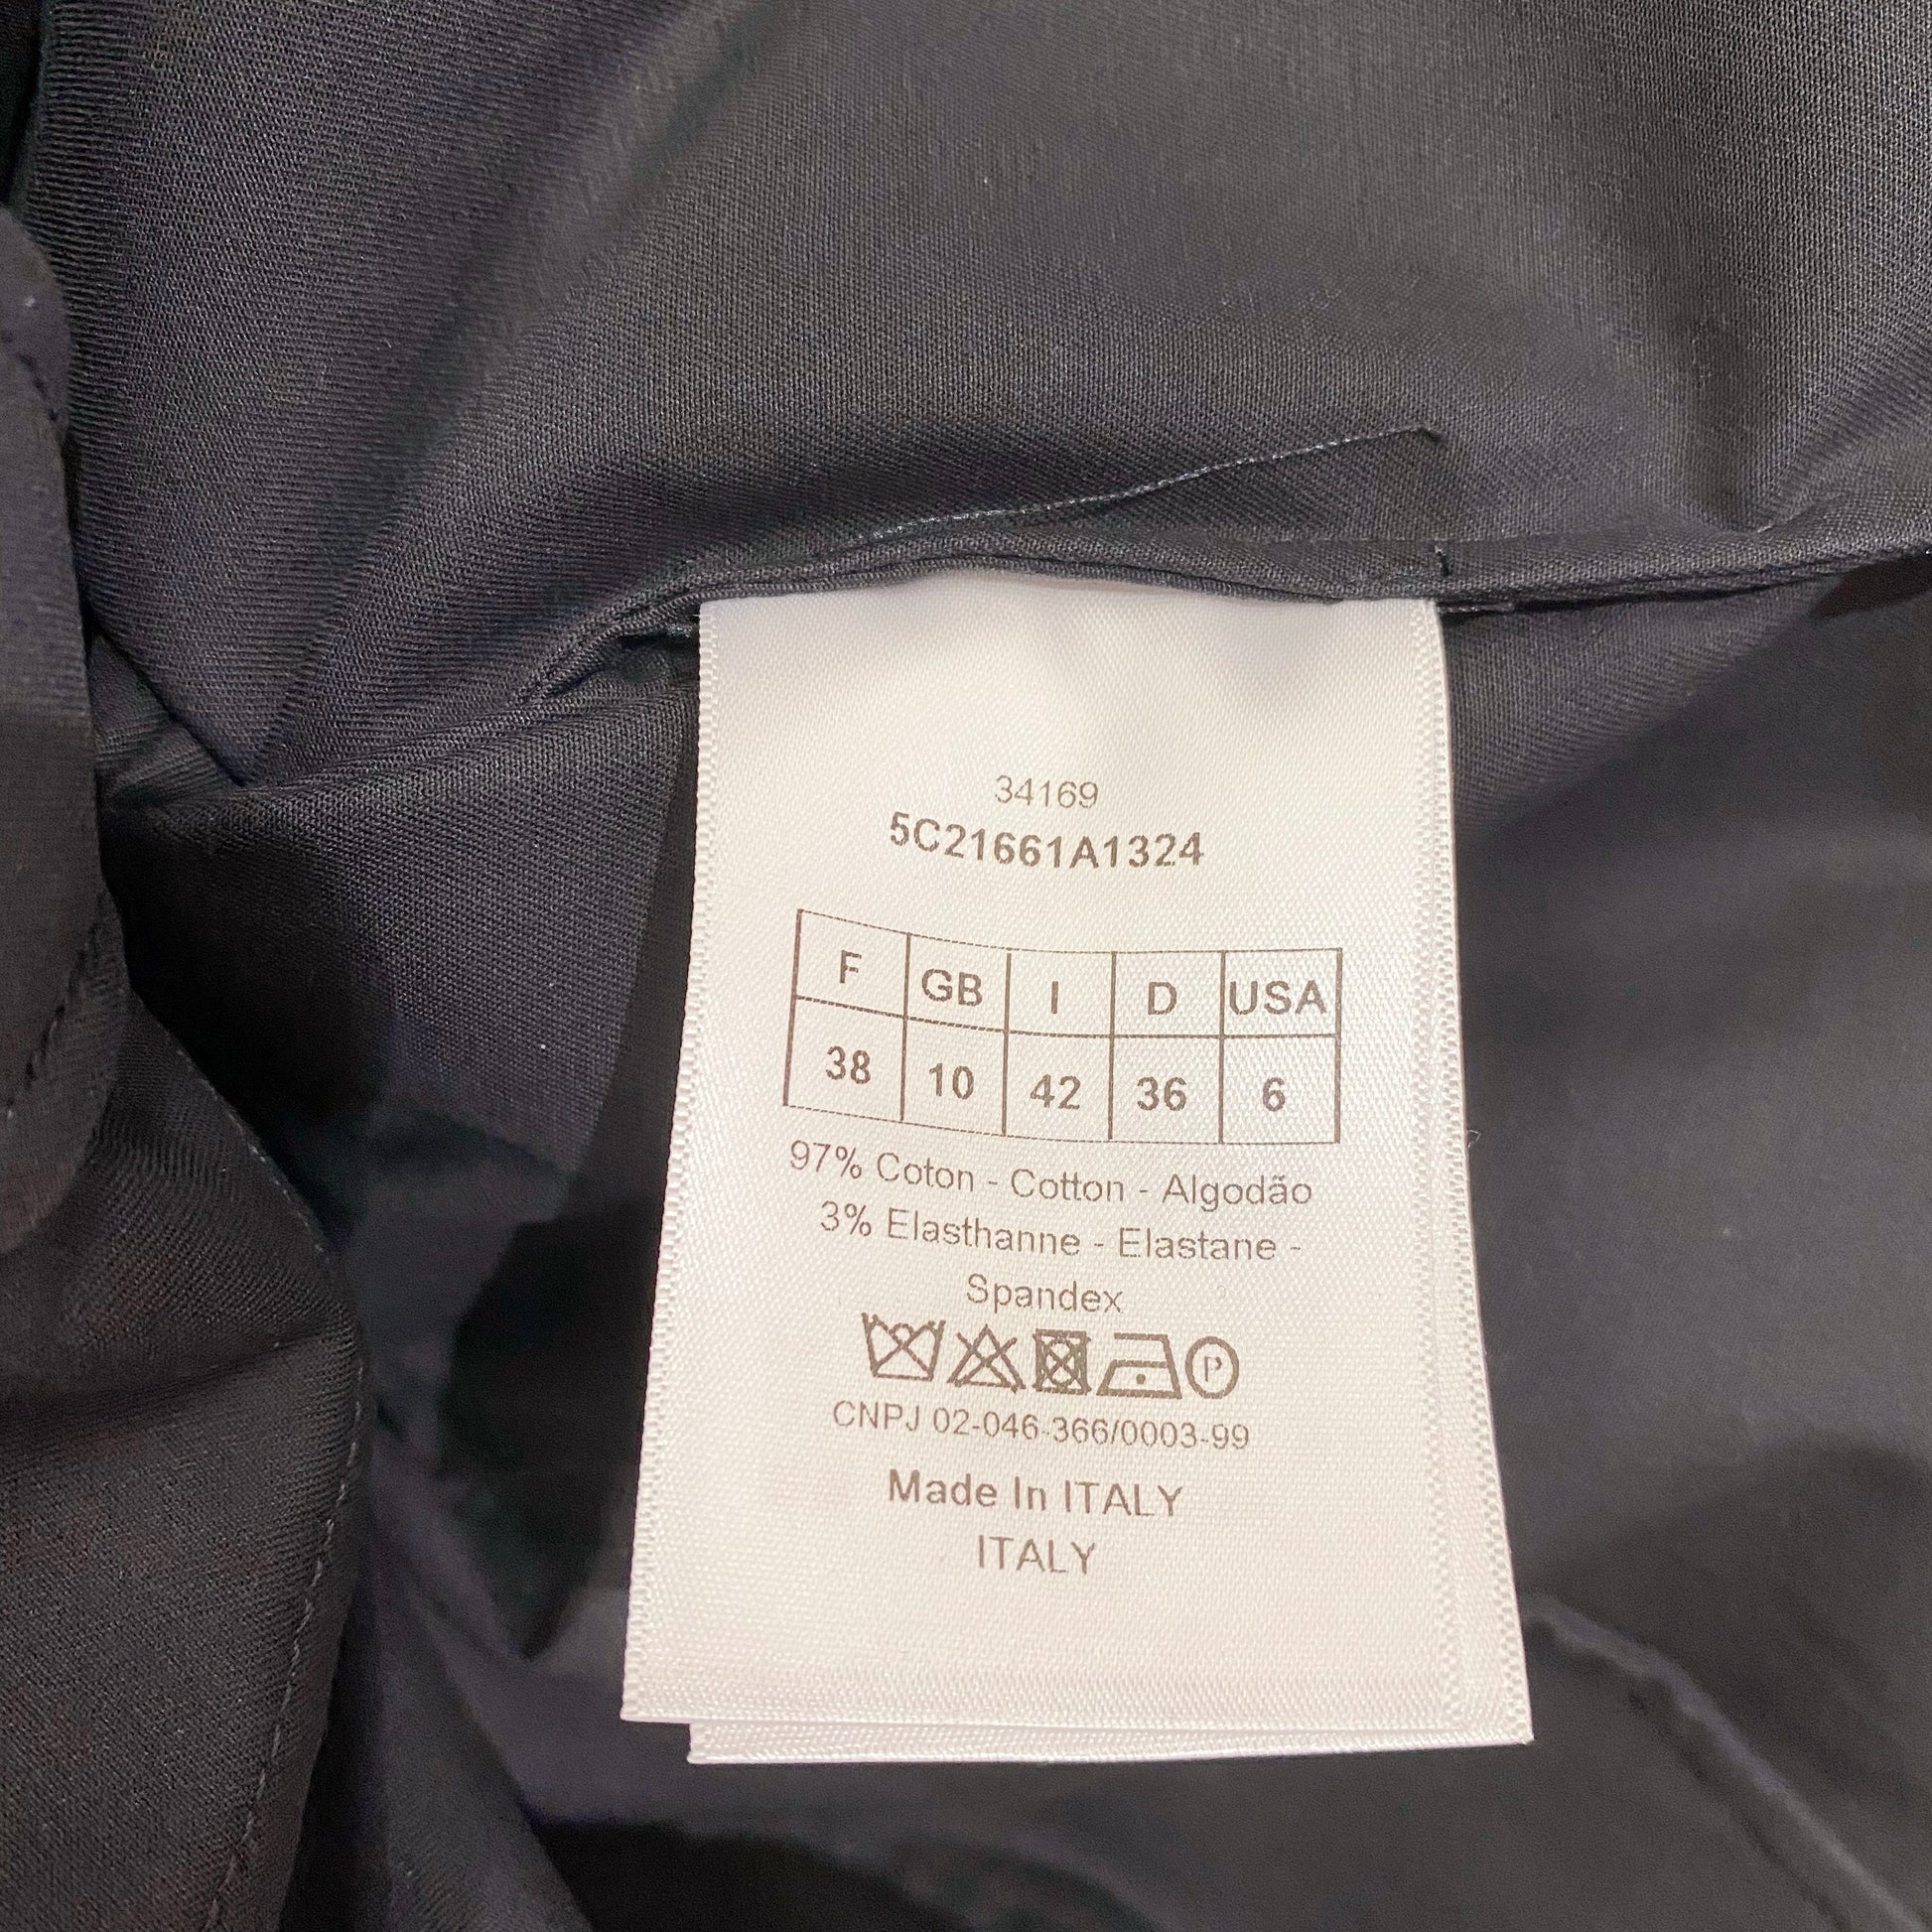 34169
5C21661A1324
F GB I D USA
38 10 42 36 6
97% Coton - Cotton - Algodão
3% Elasthanne - Elastane -
Spandex
P
CNPJ 02-046-366/0003-99
Made In ITALY
ITALY